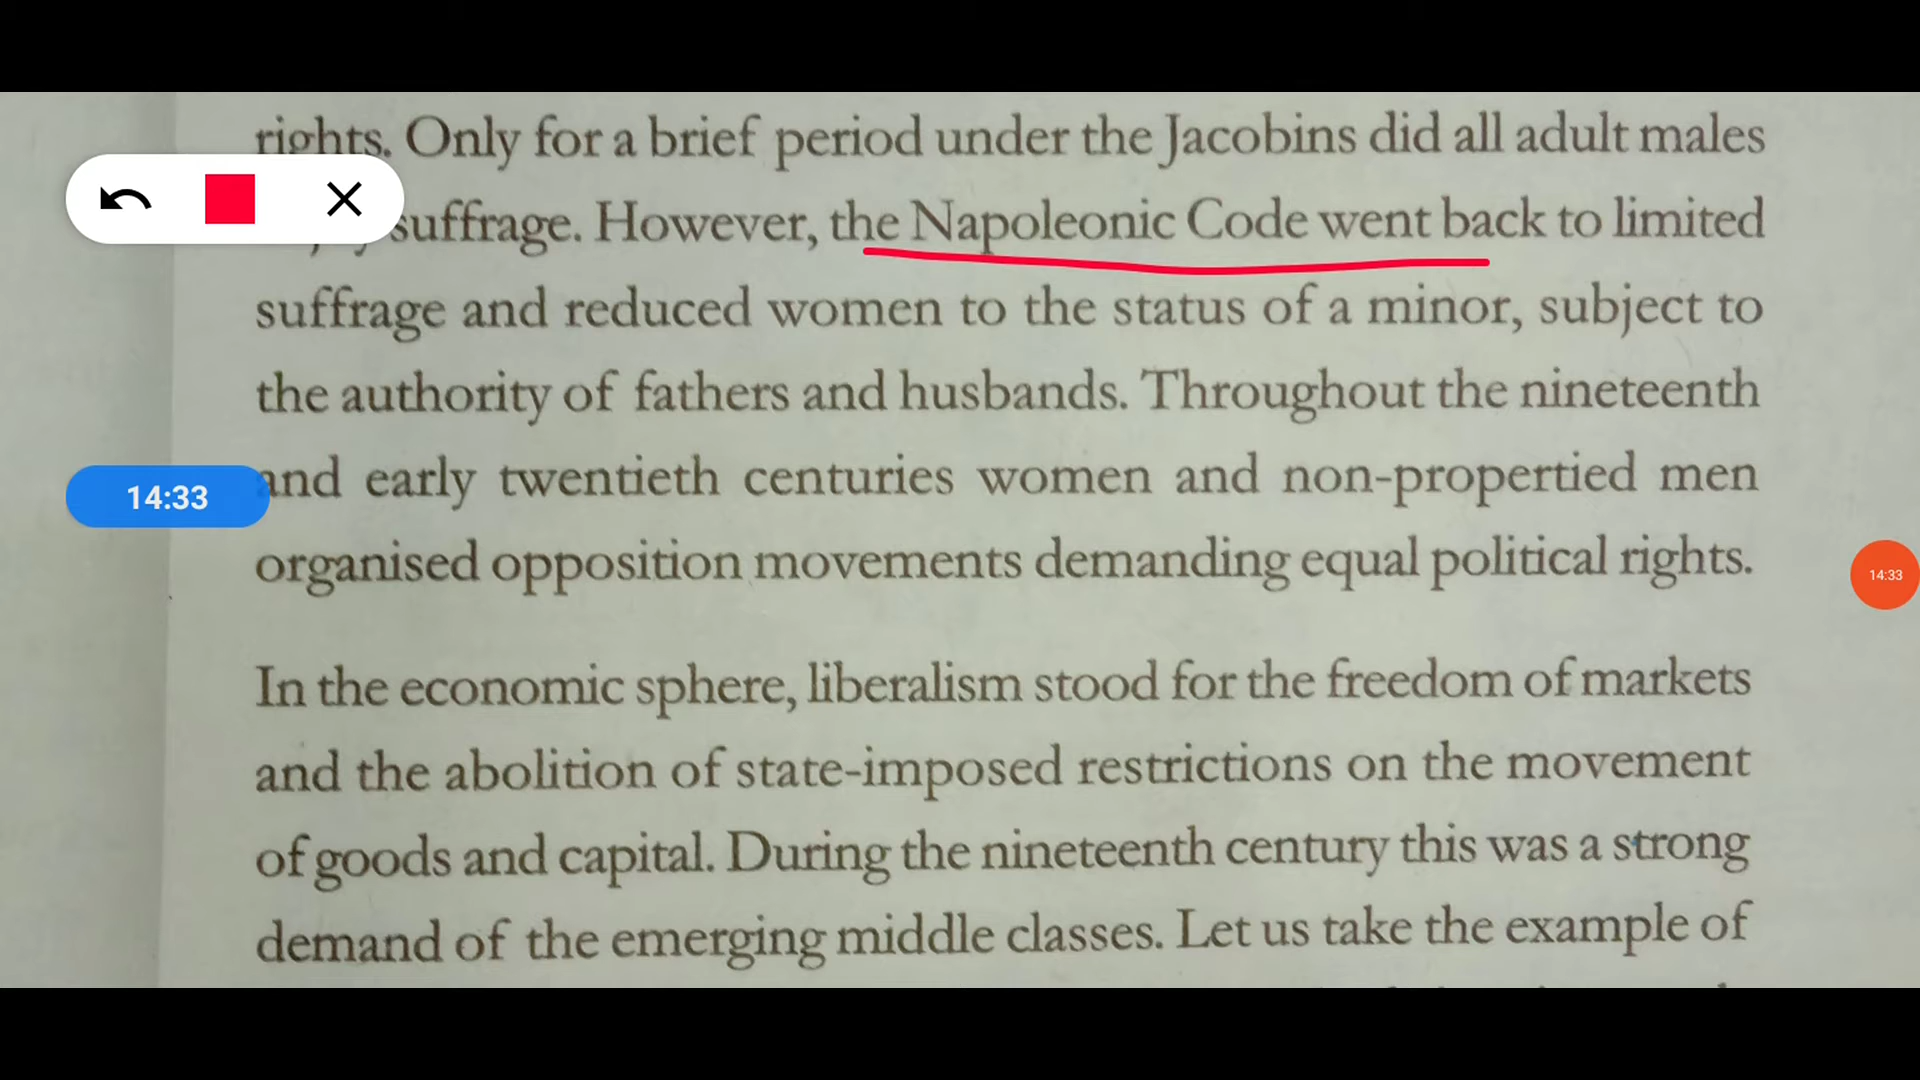 rights. Only for a brief period under the Jacobins did all adult males
suffrage. However, the Napoleonic Code went back to limited
suffrage and reduced women to the status of a minor, subject to
the authority of fathers and husbands. Throughout the nineteenth
14:33
and early twentieth centuries women and non-propertied men
organised opposition movements demanding equal political rights.
14:33
In the economic sphere, liberalism stood for the freedom of markets
and the abolition of state-imposed restrictions on the movement
of goods and capital. During the nineteenth century this was a strong
demand of the emerging middle classes. Let us take the example of